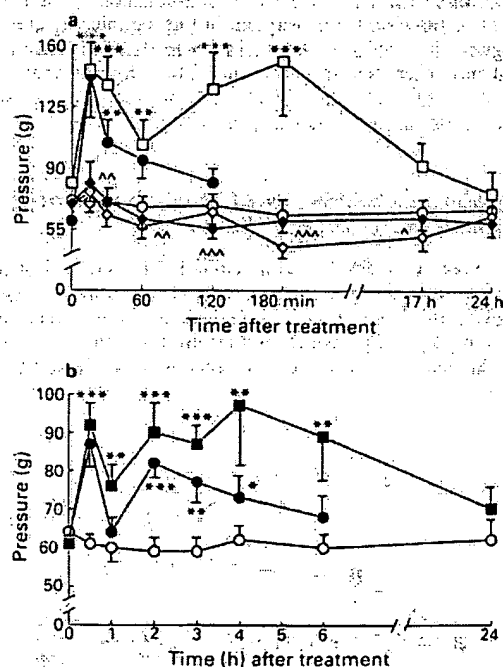 a
160
125
90
55
0
Pressure (g)
*** *** ** *** ***
**
^^
^^ ^^^ ^^^ ^
0 60 120 180 min 17 h 24 h
Time after treatment
b
100
90
80
70
60
50
0
Pressure (g)
*** ** *** *** ** **
*** ** *
0 1 2 3 4 5 6 24
Time (h) after treatment